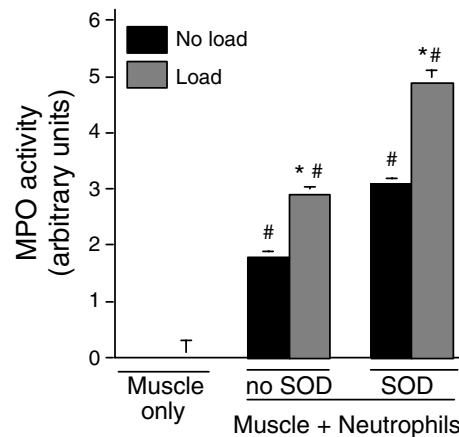 MPO activity
(arbitrary units)
6
5
4
3
2
1
0
No load
Load
#
* #
#
*#
Muscle
only
no SOD
SOD
Muscle + Neutrophils